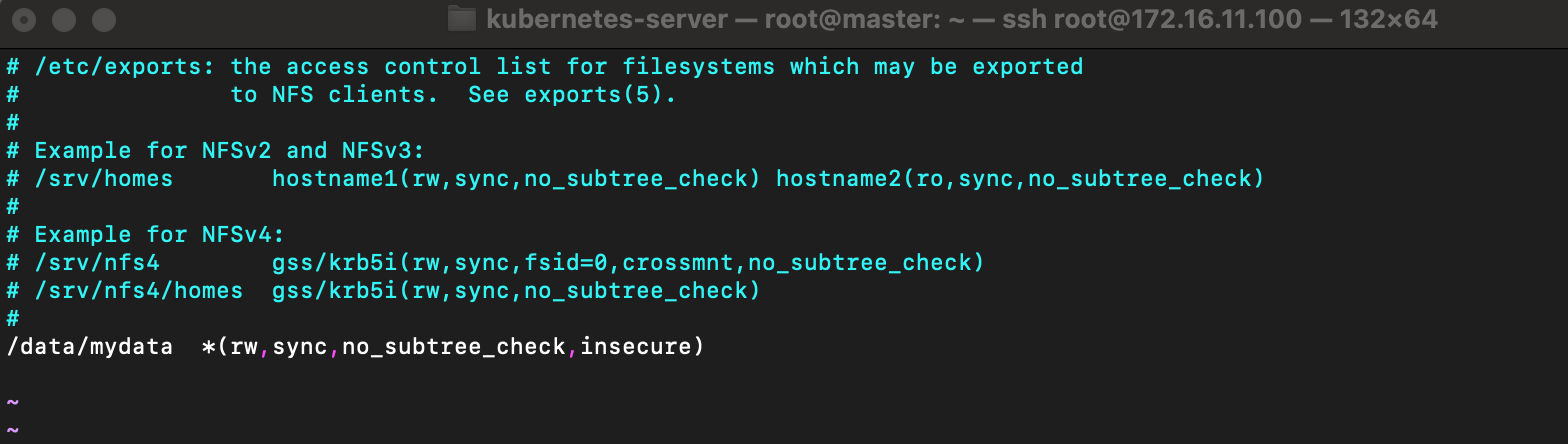 kubernetes-server — root@master: ~ — ssh root@172.16.11.100 — 132×64
# /etc/exports: the access control list for filesystems which may be exported
#               to NFS clients.  See exports(5).
#
# Example for NFSv2 and NFSv3:
# /srv/homes       hostname1(rw,sync,no_subtree_check) hostname2(ro,sync,no_subtree_check)
#
# Example for NFSv4:
# /srv/nfs4        gss/krb5i(rw,sync,fsid=0,crossmnt,no_subtree_check)
# /srv/nfs4/homes  gss/krb5i(rw,sync,no_subtree_check)
#
/data/mydata  *(rw,sync,no_subtree_check,insecure)
~
~